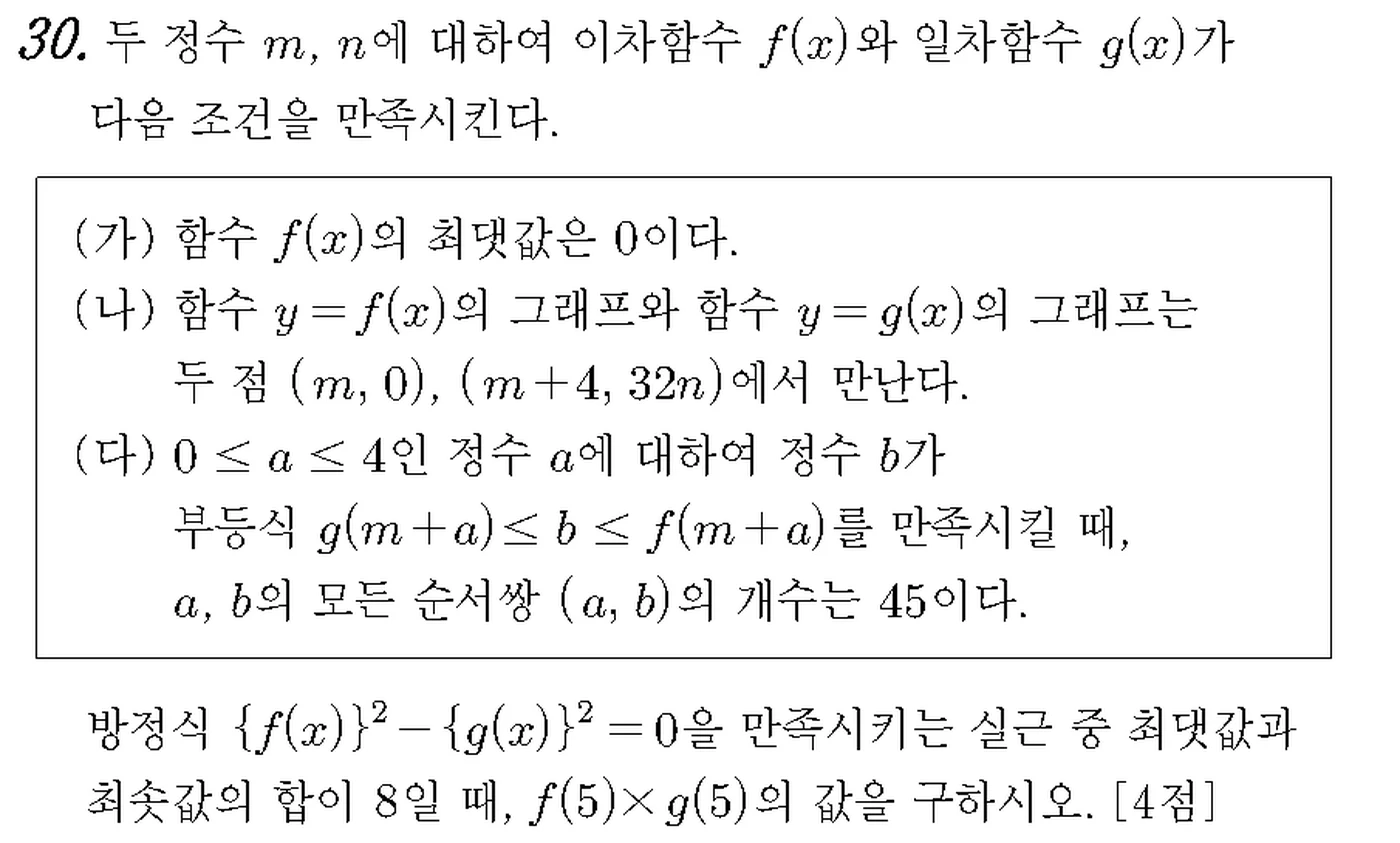 30. 두 정수 m, n에 대하여 이차함수 f(x)와 일차함수 g(x)가
다음 조건을 만족시킨다.
(가) 함수 f(x)의 최댓값은 0이다.
(나) 함수 y=f(x)의 그래프와 함수 y=g(x)의 그래프는
두 점 (m, 0), (m+4, 32n)에서 만난다.
(다) 0 ≤ a ≤ 4인 정수 a에 대하여 정수 b가
부등식 g(m+a) ≤ b ≤ f(m+a)를 만족시킬 때,
a, b의 모든 순서쌍 (a, b)의 개수는 45이다.
방정식 {f(x)}²-{g(x)}²=0을 만족시키는 실근 중 최댓값과
최솟값의 합이 8일 때, f(5)×g(5)의 값을 구하시오. [4점]